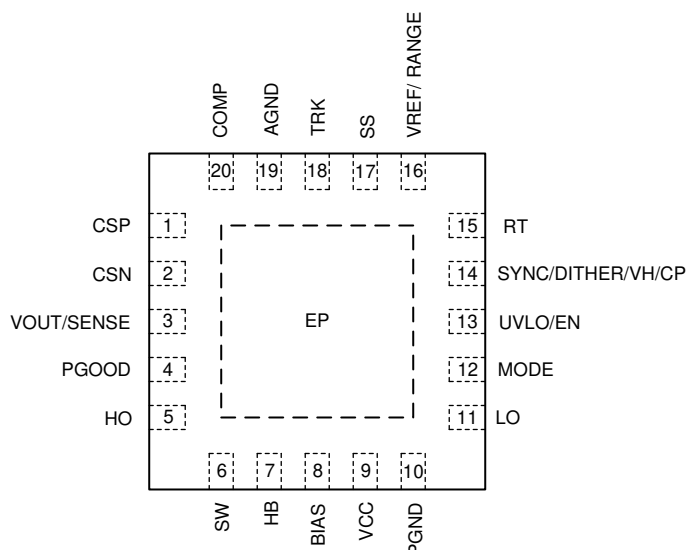 COMP
AGND
TRK
SS
VREF/ RANGE
20
19
18
17
16
CSP
1
15
RT
CSN
2
14
SYNC/DITHER/VH/CP
VOUT/SENSE
3
EP
13
UVLO/EN
PGOOD
4
12
MODE
HO
5
11
LO
6
7
8
9
10
SW
HB
BIAS
VCC
PGND